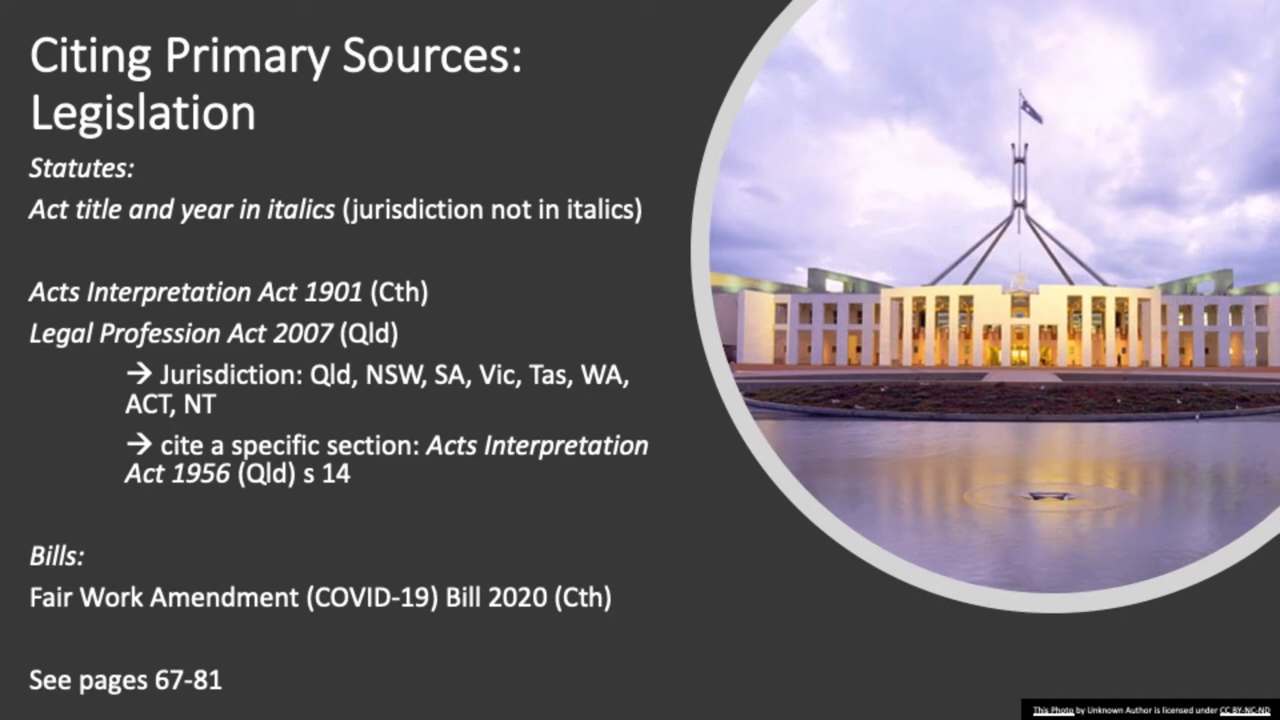 Citing Primary Sources:
Legislation
Statutes:
Act title and year in italics (jurisdiction not in italics)
Acts Interpretation Act 1901 (Cth)
Legal Profession Act 2007 (Qld)
→ Jurisdiction: Qld, NSW, SA, Vic, Tas, WA,
ACT, NT
→ cite a specific section: Acts Interpretation
Act 1956 (Qld) s 14
Bills:
Fair Work Amendment (COVID-19) Bill 2020 (Cth)
See pages 67-81
This Photo by Unknown Author is licensed under CC BY-NC-ND